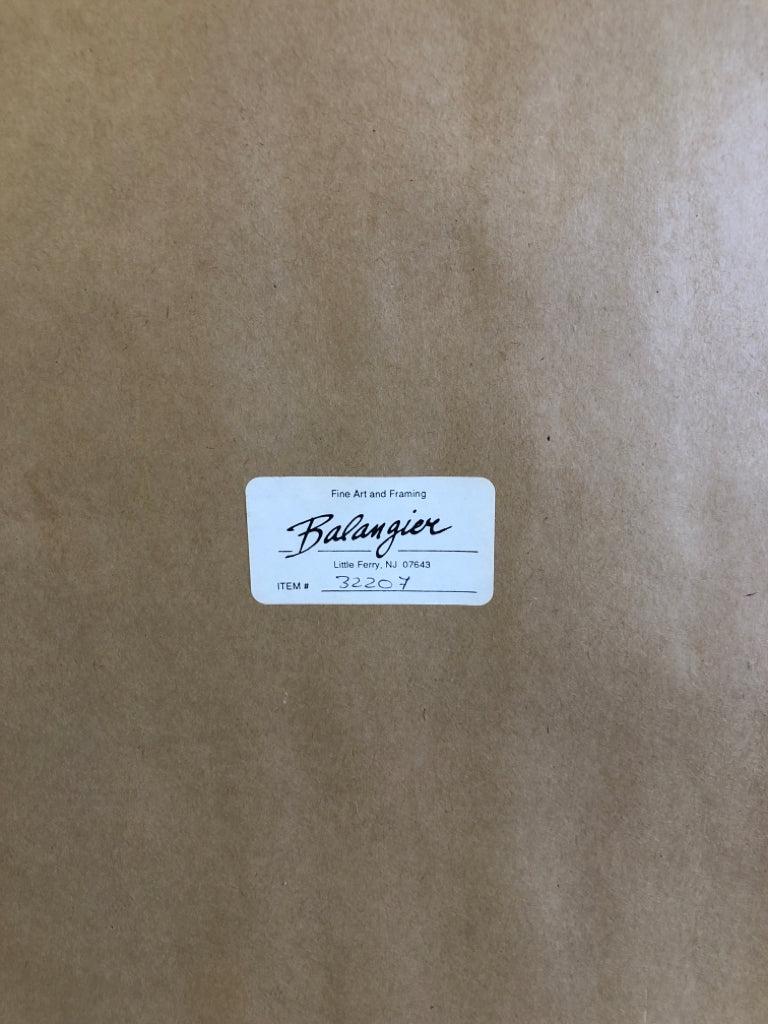 Fine Art and Framing
Balangier
Little Ferry, NJ 07643
ITEM # 32207